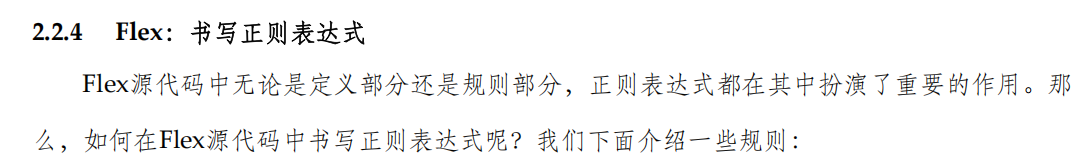 2.2.4 Flex：书写正则表达式
Flex源代码中无论是定义部分还是规则部分，正则表达式都在其中扮演了重要的作用。那
么，如何在Flex源代码中书写正则表达式呢？我们下面介绍一些规则：